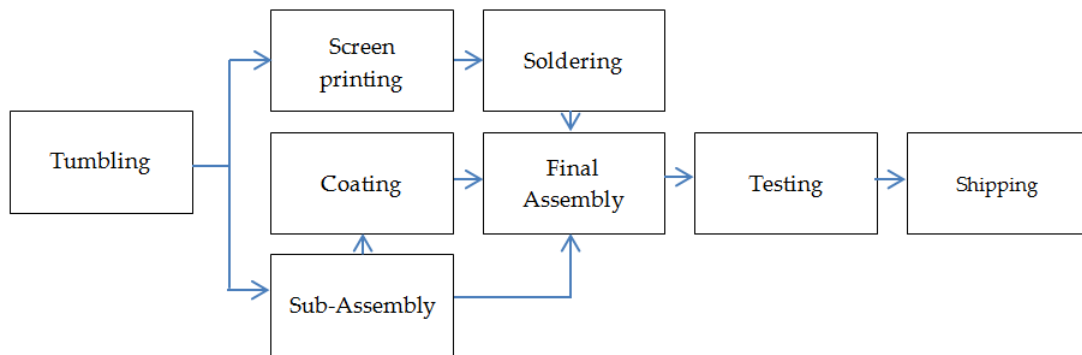 Screen
printing
Soldering
Tumbling
Coating
Final
Assembly
Testing
Shipping
Sub-Assembly